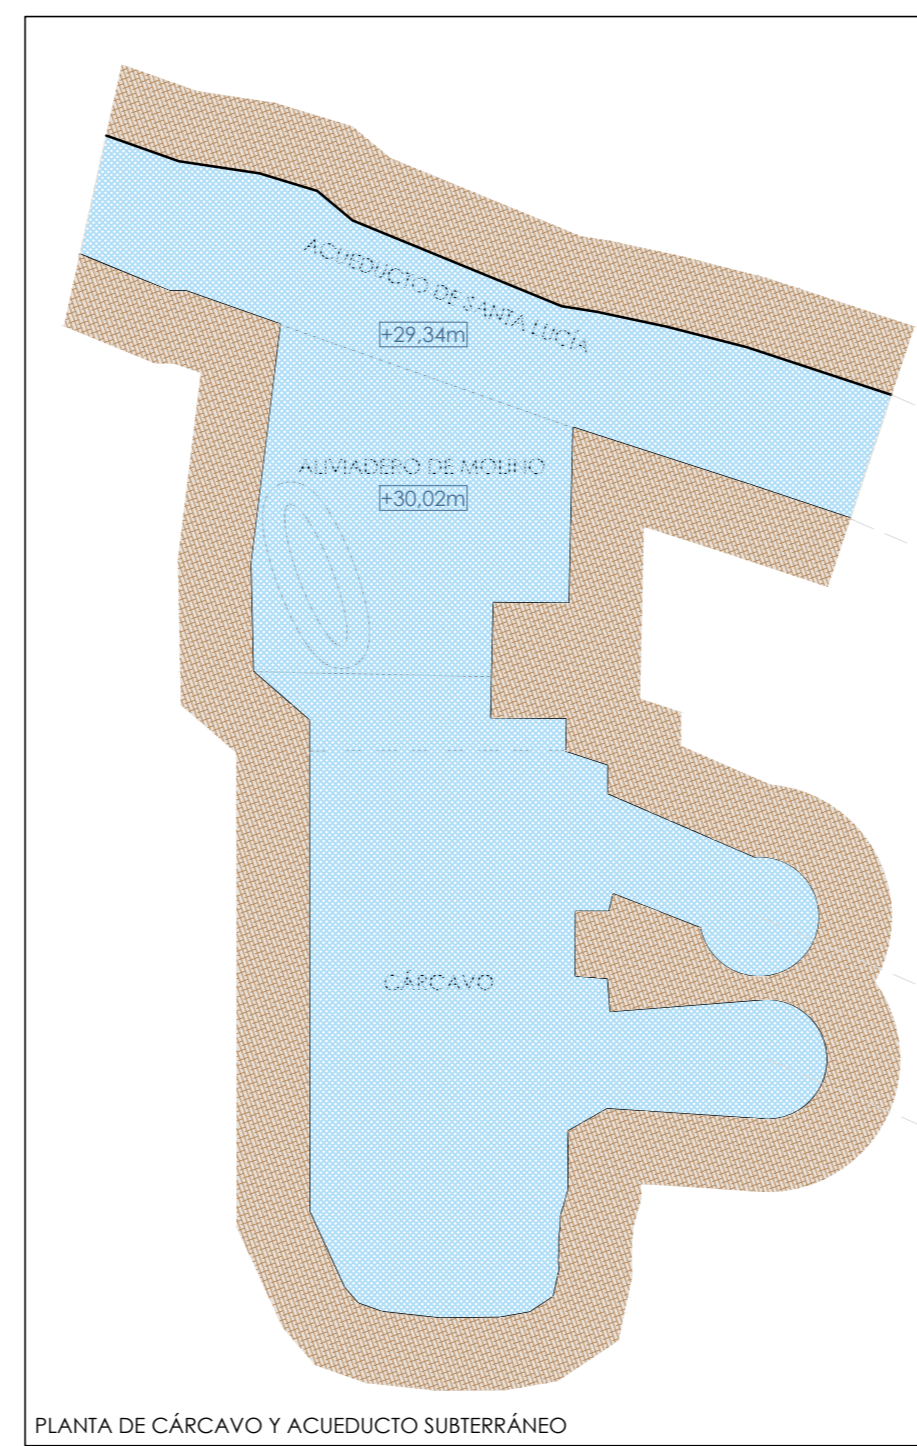 ACUEDUCTO DE SANTA LUCÍA
+29,34m
ALIVIADERO DE MOLINO
+30,02m
CÁRCAVO
PLANTA DE CÁRCAVO Y ACUEDUCTO SUBTERRÁNEO